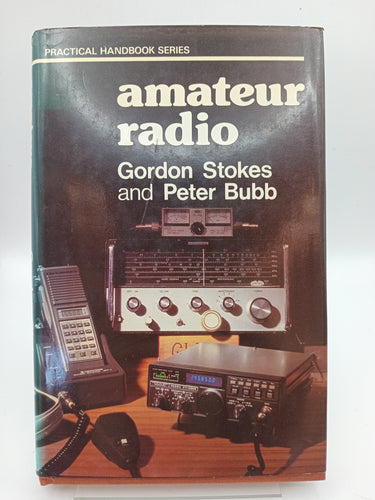 PRACTICAL HANDBOOK SERIES
amateur
radio
Gordon Stokes
and Peter Bubb